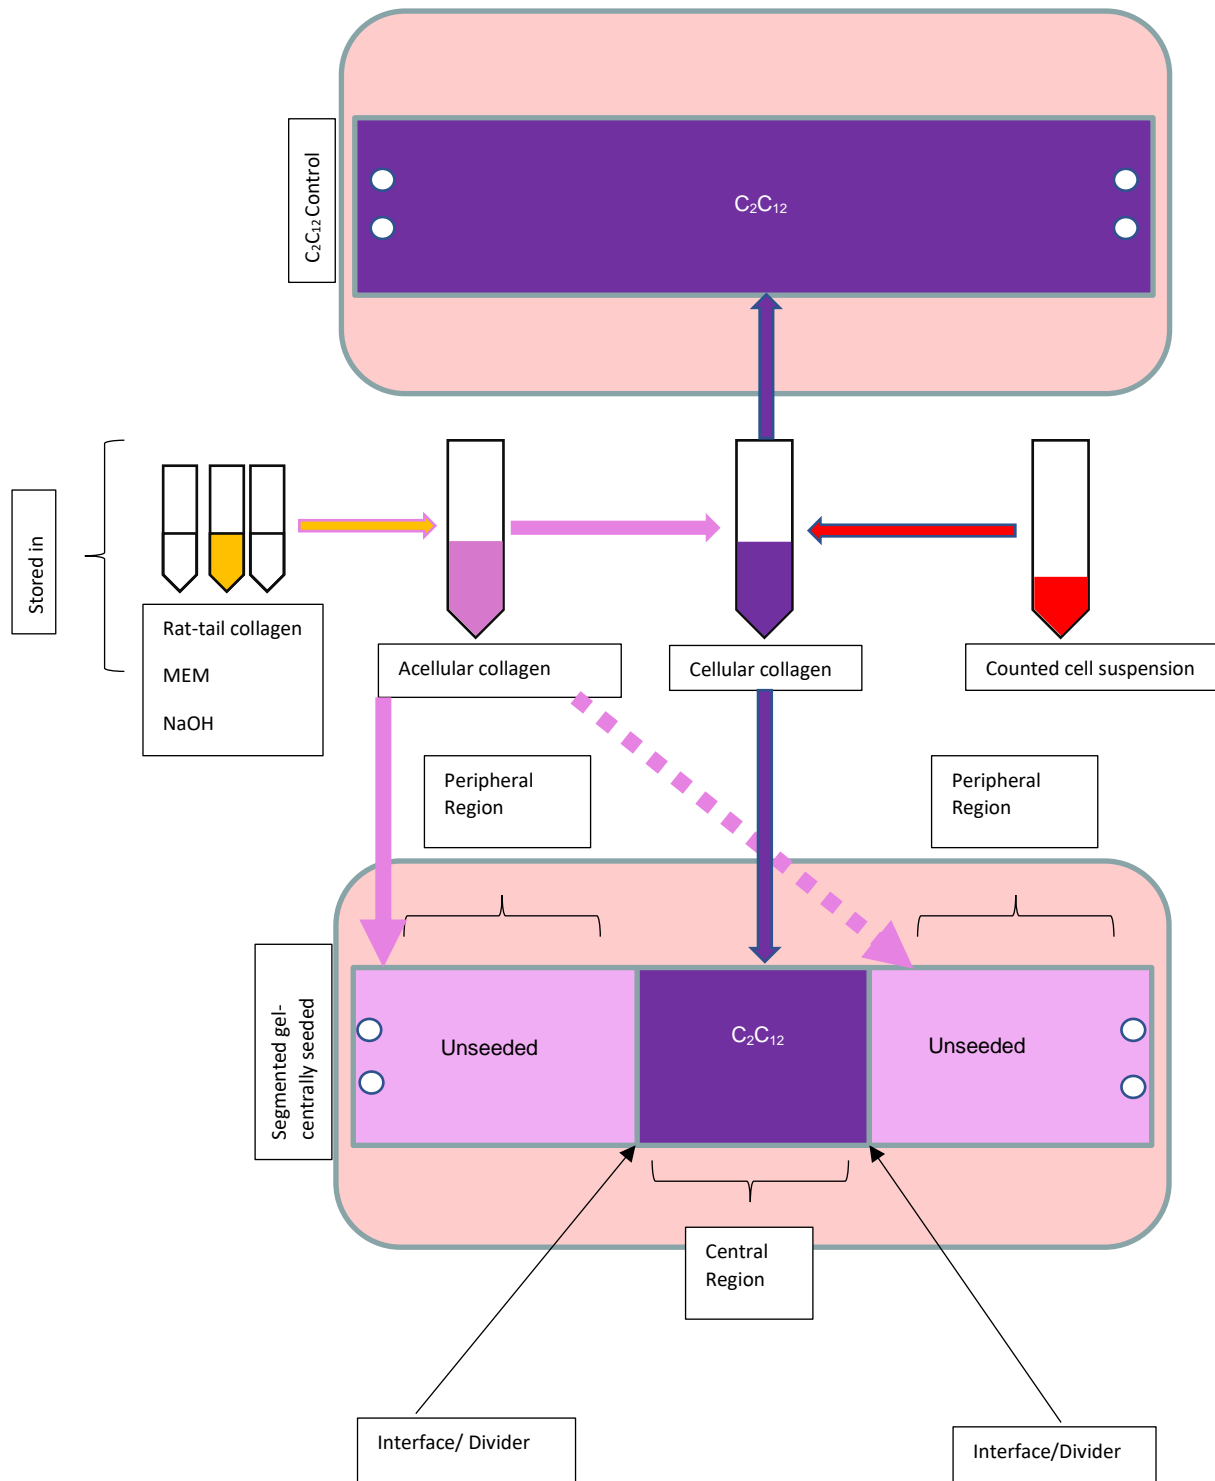 C₂C₁₂ Control
C₂C₁₂
Stored in
Rat-tail collagen
MEM
NaOH
Acellular collagen
Cellular collagen
Counted cell suspension
Peripheral
Region
Peripheral
Region
Segmented gel-
centrally seeded
Unseeded
C₂C₁₂
Unseeded
Central
Region
Interface/ Divider
Interface/Divider